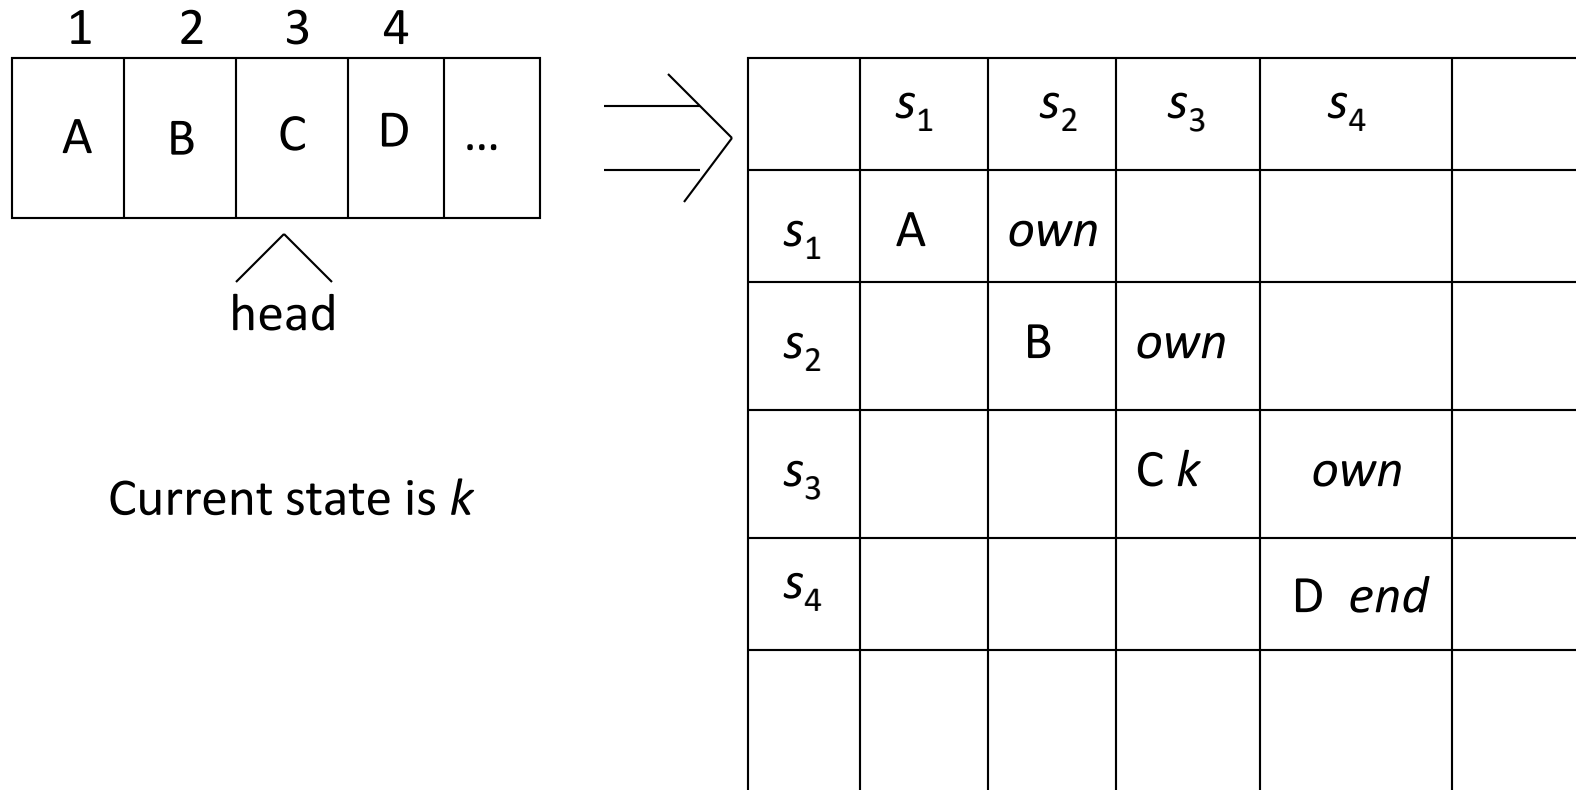 1 2 3 4
A B C D ...
head
Current state is k
s1 s2 s3 s4
s1 A own
s2 B own
s3 C k own
s4 D end